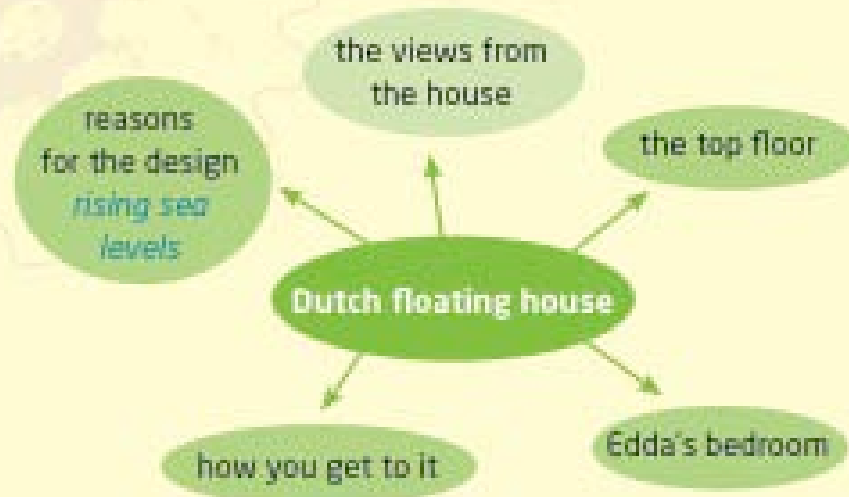 the views from
the house
reasons
for the design
rising sea
levels
the top floor
Dutch floating house
how you get to it
Edda's bedroom